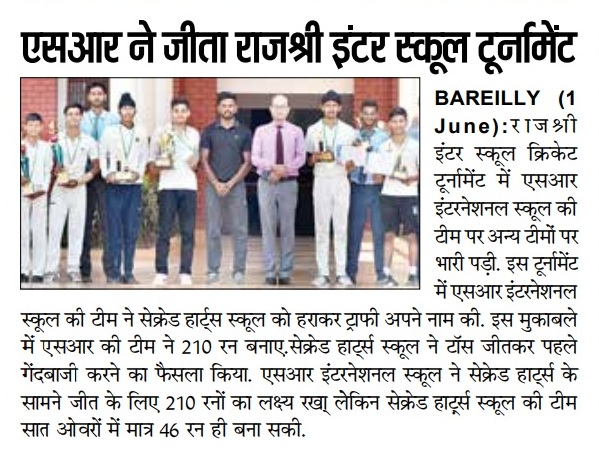 एसआर ने जीता राजश्री इंटर स्कूल टूर्नामेंट
BAREILLY (1
June):राजश्री
इंटर स्कूल क्रिकेट
टूर्नामेंट में एसआर
इंटरनेशनल स्कूल की
टीम पर अन्य टीमों पर
भारी पड़ी. इस टूर्नामेंट
में एसआर इंटरनेशनल
स्कूल की टीम ने सेक्रेड हार्ट्स स्कूल को हराकर ट्राफी अपने नाम की. इस मुकाबले
में एसआर की टीम ने 210 रन बनाए.सेक्रेड हार्ट्स स्कूल ने टॉस जीतकर पहले
गेंदबाजी करने का फैसला किया. एसआर इंटरनेशनल स्कूल ने सेक्रेड हार्ट्स के
सामने जीत के लिए 210 रनों का लक्ष्य रखा् लेकिन सेक्रेड हार्ट्स स्कूल की टीम
सात ओवरों में मात्र 46 रन ही बना सकी.